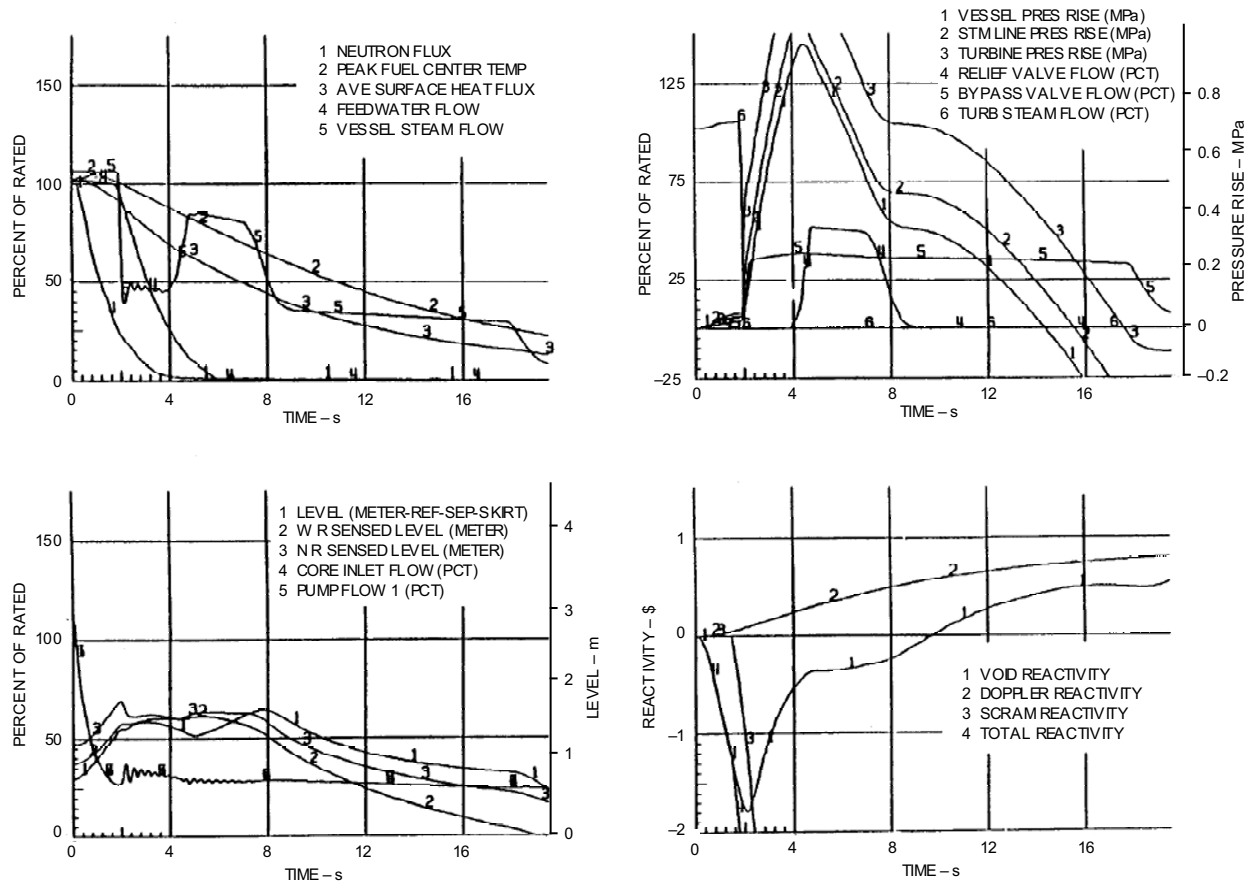 1 NEUTRON FLUX
2 PEAK FUEL CENTER TEMP
3 AVE SURFACE HEAT FLUX
4 FEEDWATER FLOW
5 VESSEL STEAM FLOW
PERCENT OF RATED
150
100
50
0
0 4 8 12 16
TIME – s
1 VESSEL PRES RISE (MPa)
2 STM LINE PRES RISE (MPa)
3 TURBINE PRES RISE (MPa)
4 RELIEF VALVE FLOW (PCT)
5 BYPASS VALVE FLOW (PCT)
6 TURB STEAM FLOW (PCT)
PERCENT OF RATED
125
75
25
–25
0 4 8 12 16
TIME – s
0.8
0.6
0.4
0.2
0
–0.2
PRESSURE RISE – MPa
1 LEVEL (METER-REF-SEP-SKIRT)
2 W R SENSED LEVEL (METER)
3 N R SENSED LEVEL (METER)
4 CORE INLET FLOW (PCT)
5 PUMP FLOW 1 (PCT)
PERCENT OF RATED
150
100
50
0
0 4 8 12 16
TIME – s
4
3
2
1
0
LEVEL – m
1 VOID REACTIVITY
2 DOPPLER REACTIVITY
3 SCRAM REACTIVITY
4 TOTAL REACTIVITY
REACTIVITY – $
1
0
–1
–2
0 4 8 12 16
TIME – s